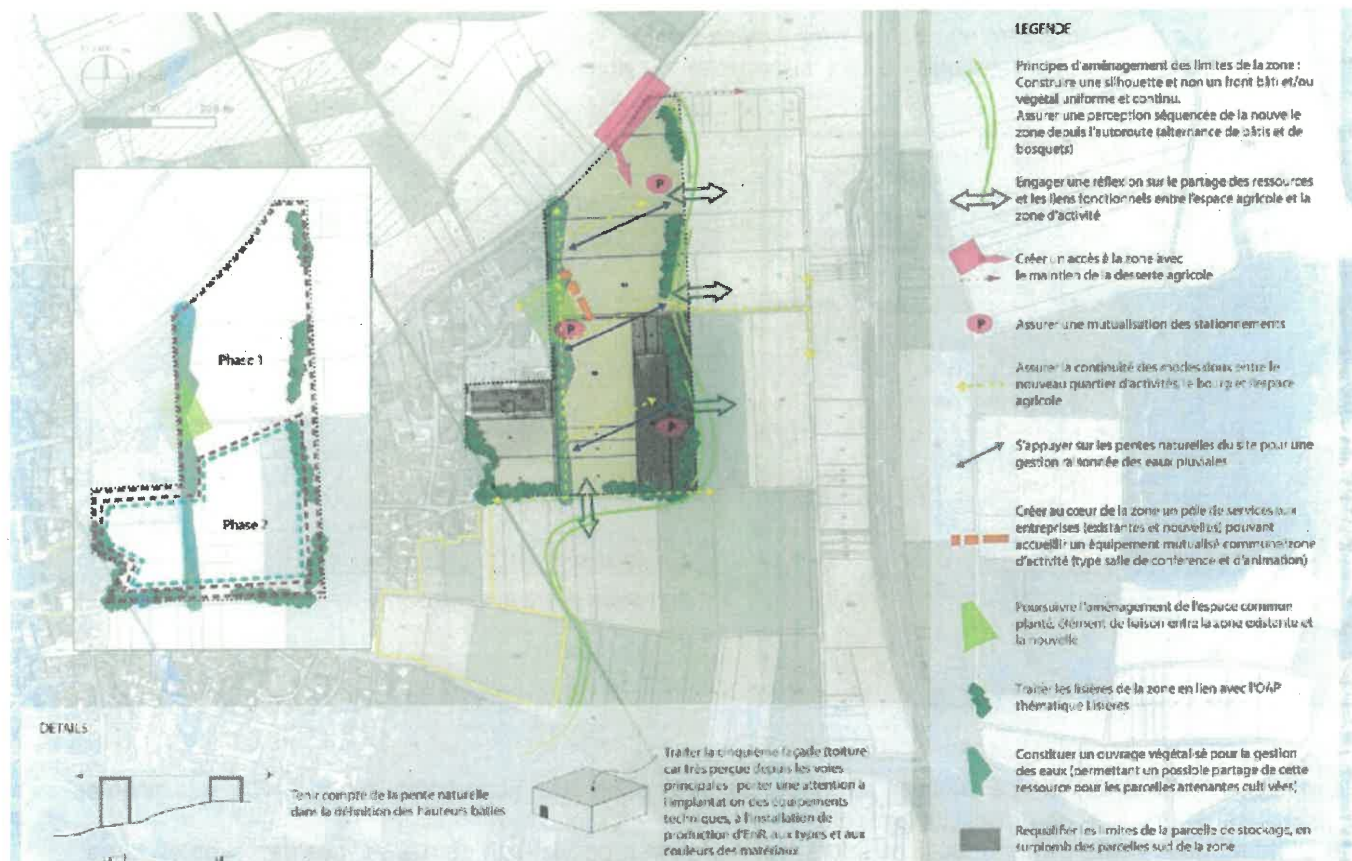 LEGENDE
Principes d'aménagement des limites de la zone :
Construire une silhouette et non un front bâti et/ou
végétal uniforme et continu.
Assurer une perception séquencée de la nouvelle
zone depuis l'autoroute (alternance de bâtis et de
bosquets)
Engager une réflexion sur le partage des ressources
et les liens fonctionnels entre l'espace agricole et la
zone d'activité
Créer un accès à la zone avec
le maintien de la desserte agricole
P
Assurer une mutualisation des stationnements
Assurer la continuité des modes doux entre le
nouveau quartier d'activités, le bourg et l'espace
agricole
S'appuyer sur les pentes naturelles du site pour une
gestion raisonnée des eaux pluviales
Créer au cœur de la zone un pôle de services aux
entreprises (existantes et nouvelles) pouvant
accueillir un équipement mutualisé commune/zone
d'activité (type salle de conférence et d'animation)
Poursuivre l'aménagement de l'espace commun
planté, élément de liaison entre la zone existante et
la nouvelle
Traiter les lisières de la zone en lien avec l'OAP
thématique Lisières
Constituer un ouvrage végétalisé pour la gestion
des eaux (permettant un possible partage de cette
ressource pour les parcelles attenantes cultivées)
Requalifier les limites de la parcelle de stockage, en
surplomb des parcelles sud de la zone
P
P
P
Phase 1
Phase 2
DETAILS
Tenir compte de la pente naturelle
dans la définition des hauteurs bâties
Traiter la cinquième façade (toiture)
car très perçue depuis les voies
principales : porter une attention à
l'implantation des équipements
techniques, à l'installation de
production d'EnR, aux types et aux
couleurs des matériaux